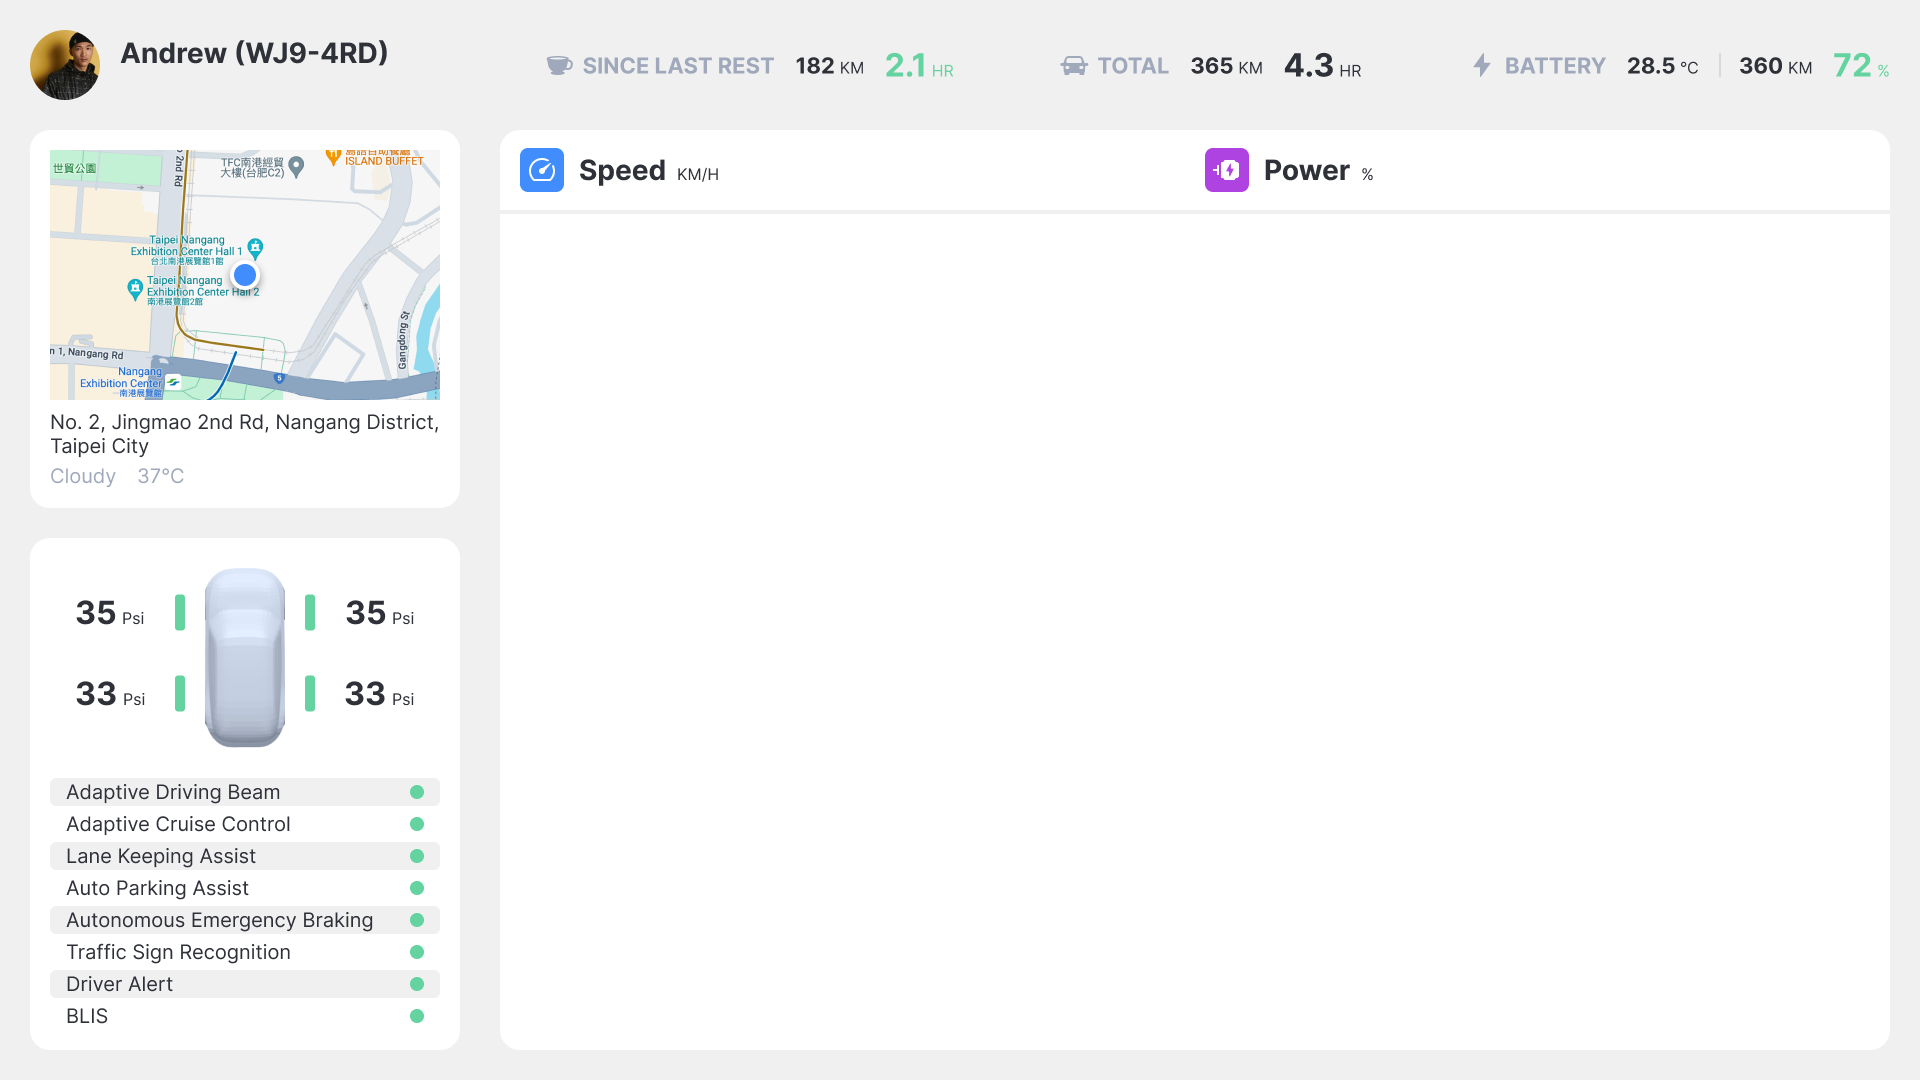 Andrew (WJ9-4RD)
SINCE LAST REST 182 KM 2.1 HR
TOTAL 365 KM 4.3 HR
BATTERY 28.5 °C 360 KM 72 %
世貿公園
2nd Rd
TFC南港經貿
大樓(台肥C2)
ISLAND BUFFET
Taipei Nangang
Exhibition Center Hall 1
台北南港展覽館1館
Taipei Nangang
Exhibition Center Hall 2
南港展覽館2館
Gangdong St
n 1, Nangang Rd
Nangang
Exhibition Center
南港展覽館
5
No. 2, Jingmao 2nd Rd, Nangang District,
Taipei City
Cloudy 37°C
35 Psi 35 Psi
33 Psi 33 Psi
Adaptive Driving Beam
Adaptive Cruise Control
Lane Keeping Assist
Auto Parking Assist
Autonomous Emergency Braking
Traffic Sign Recognition
Driver Alert
BLIS
Speed KM/H
Power %